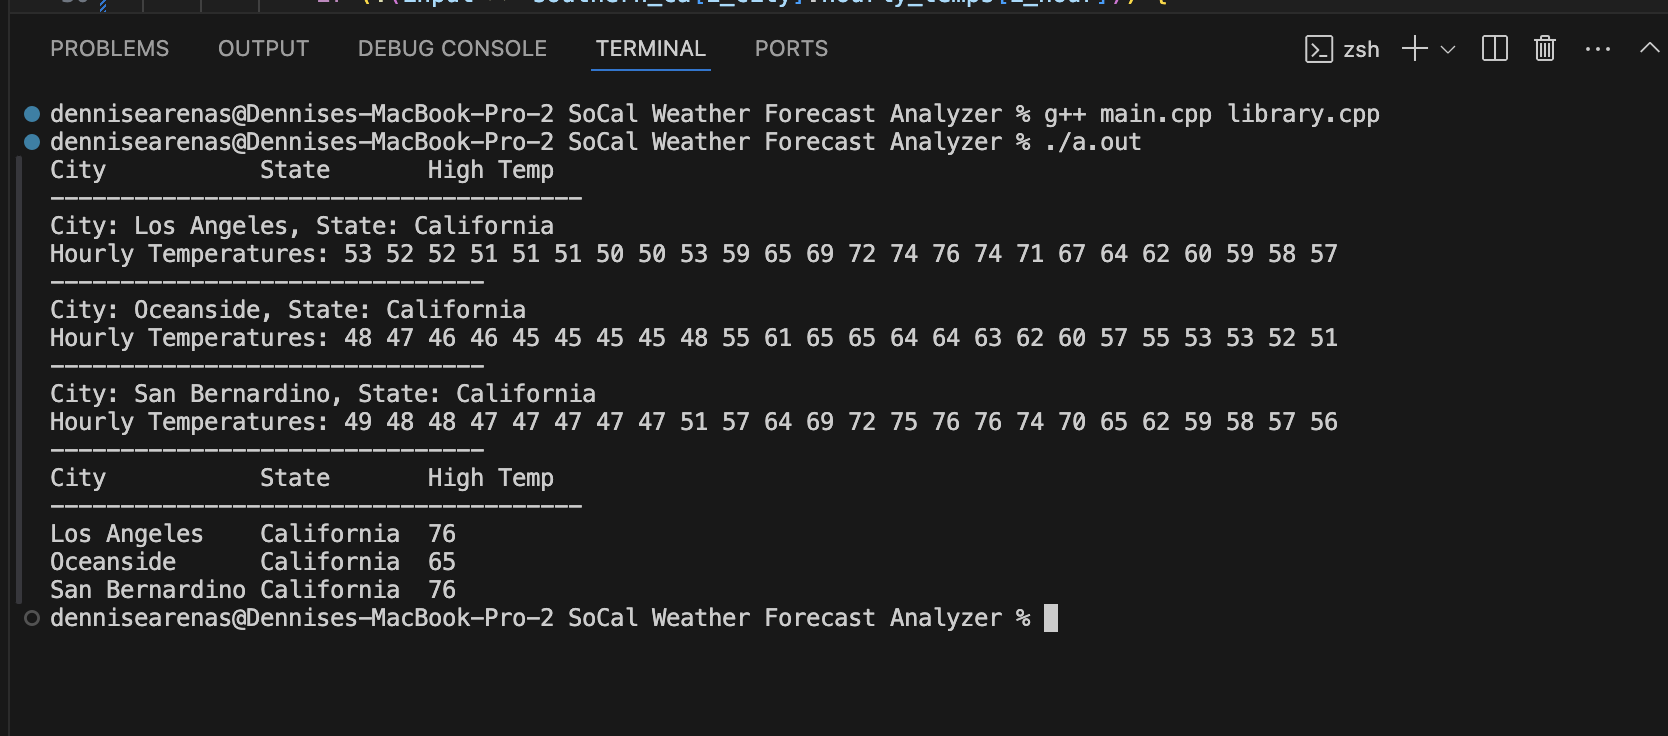 PROBLEMS OUTPUT DEBUG CONSOLE TERMINAL PORTS zsh
dennisearenas@Dennises-MacBook-Pro-2 SoCal Weather Forecast Analyzer % g++ main.cpp library.cpp
dennisearenas@Dennises-MacBook-Pro-2 SoCal Weather Forecast Analyzer % ./a.out
City State High Temp
--------------------------------------
City: Los Angeles, State: California
Hourly Temperatures: 53 52 52 51 51 51 50 50 53 59 65 69 72 74 76 74 71 67 64 62 60 59 58 57
-------------------------------
City: Oceanside, State: California
Hourly Temperatures: 48 47 46 46 45 45 45 45 48 55 61 65 65 64 64 63 62 60 57 55 53 53 52 51
-------------------------------
City: San Bernardino, State: California
Hourly Temperatures: 49 48 48 47 47 47 47 47 51 57 64 69 72 75 76 76 74 70 65 62 59 58 57 56
-------------------------------
City State High Temp
--------------------------------------
Los Angeles California 76
Oceanside California 65
San Bernardino California 76
dennisearenas@Dennises-MacBook-Pro-2 SoCal Weather Forecast Analyzer %